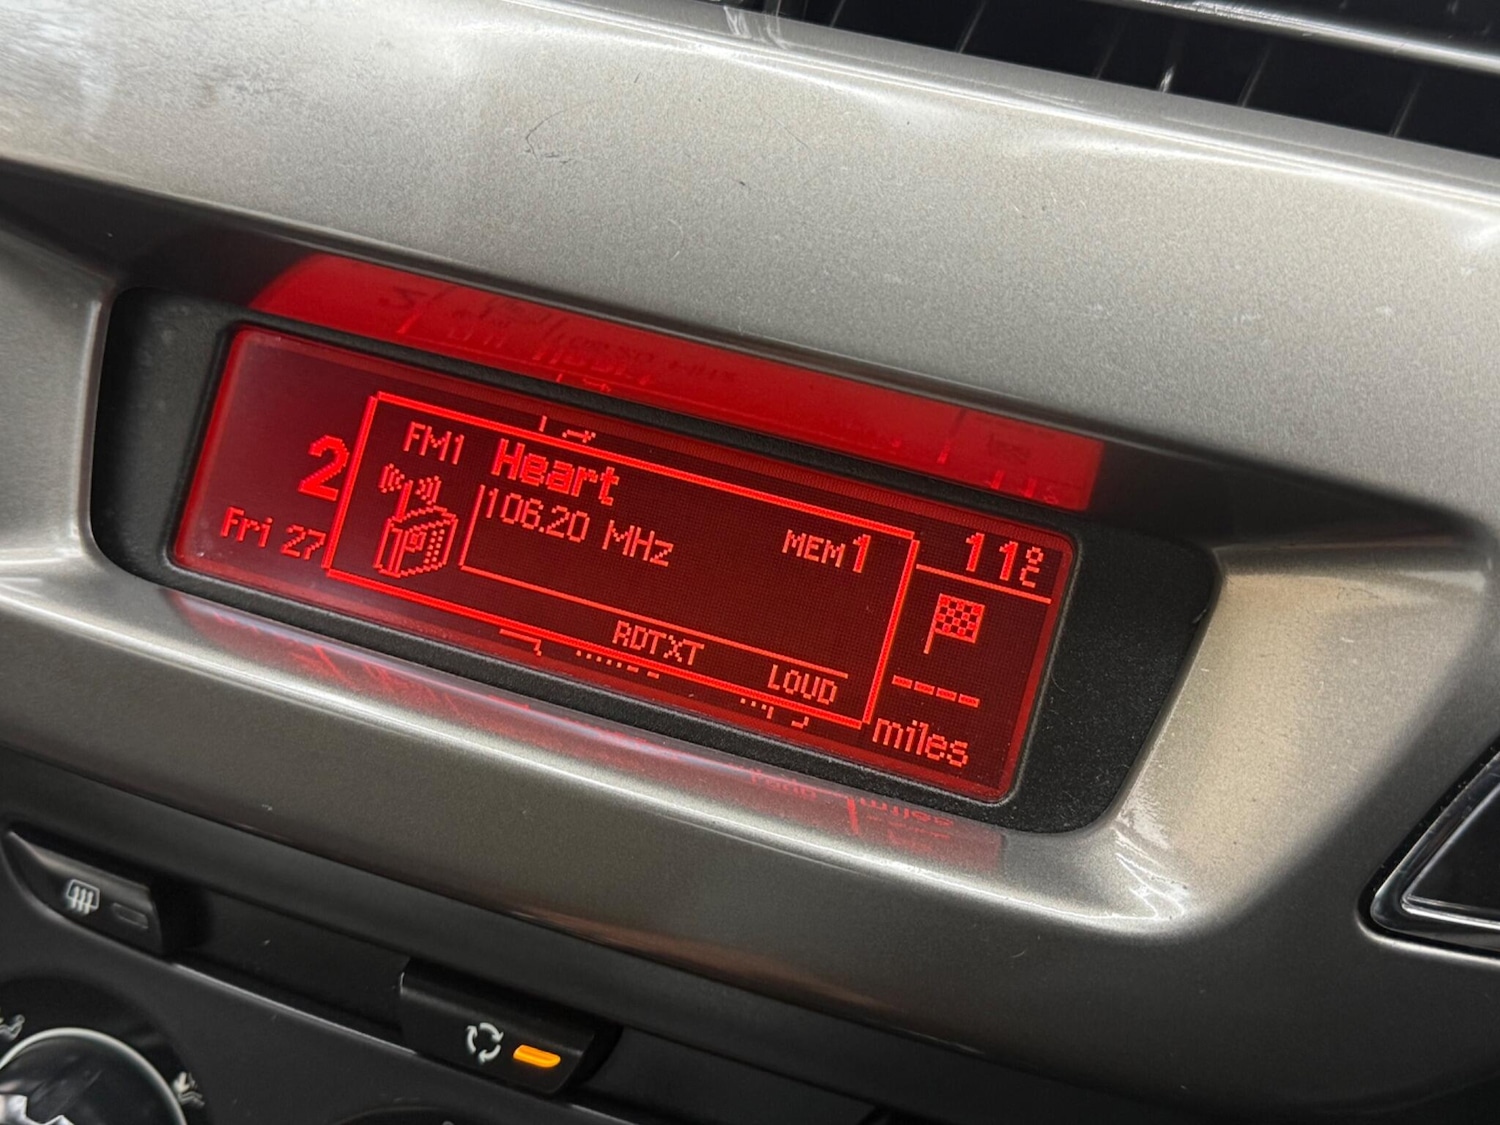 2
Fri 27
FM1 Heart
106.20 MHz
MEM 1
RDTXT
LOUD
11°C
----
miles